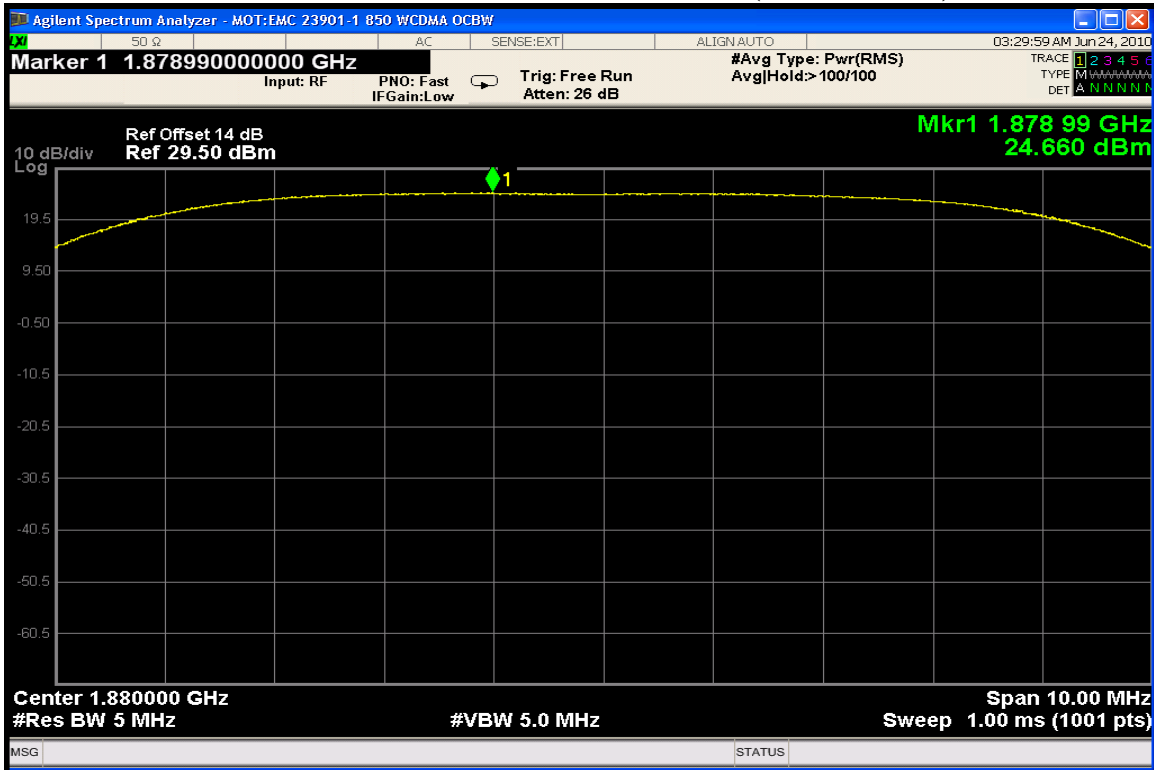 Agilent Spectrum Analyzer - MOT:EMC 23901-1 850 WCDMA OCBW
LXI 50 Ω AC SENSE:EXT ALIGN AUTO 03:29:59 AM Jun 24, 2010
Marker 1 1.878990000000 GHz
Input: RF
PNO: Fast
IFGain:Low
Trig: Free Run
Atten: 26 dB
#Avg Type: Pwr(RMS)
Avg|Hold:>100/100
TRACE 1 2 3 4 5 6
TYPE M
DET A N N N N N
Mkr1 1.878 99 GHz
24.660 dBm
Ref Offset 14 dB
10 dB/div Ref 29.50 dBm
Log
1
19.5
9.50
-0.50
-10.5
-20.5
-30.5
-40.5
-50.5
-60.5
Center 1.880000 GHz Span 10.00 MHz
#Res BW 5 MHz #VBW 5.0 MHz Sweep 1.00 ms (1001 pts)
MSG STATUS